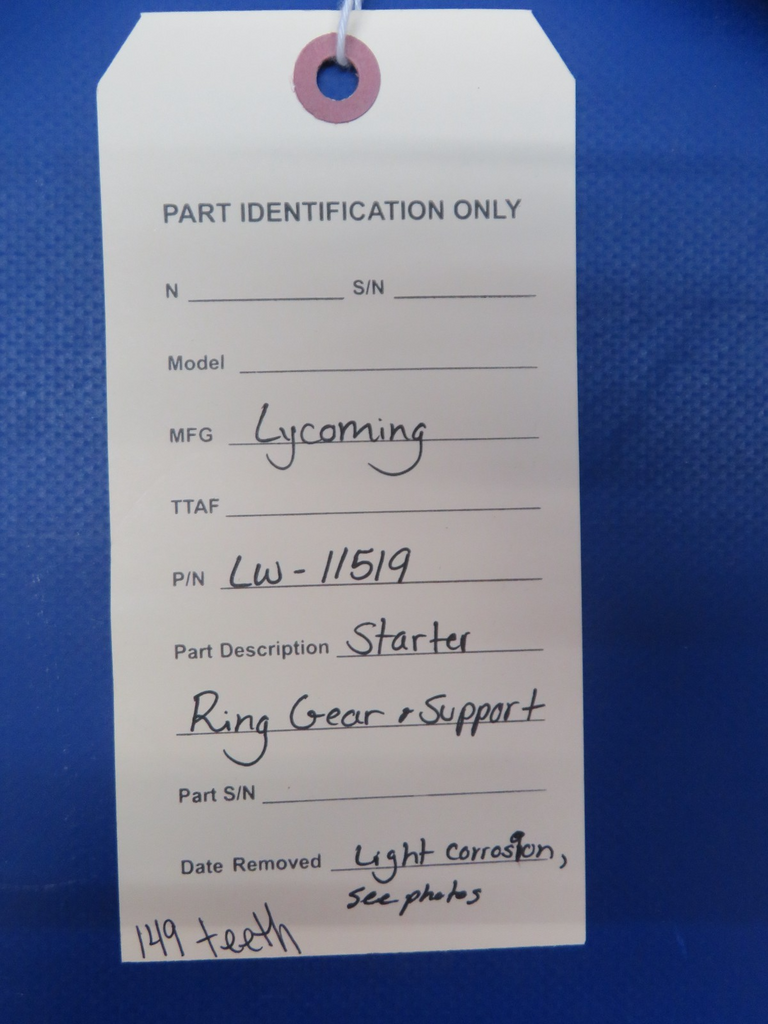 PART IDENTIFICATION ONLY
N S/N
Model
MFG Lycoming
TTAF
P/N LW-11519
Part Description Starter
Ring Gear & Support
Part S/N
Date Removed Light corrosion,
see photos
149 teeth